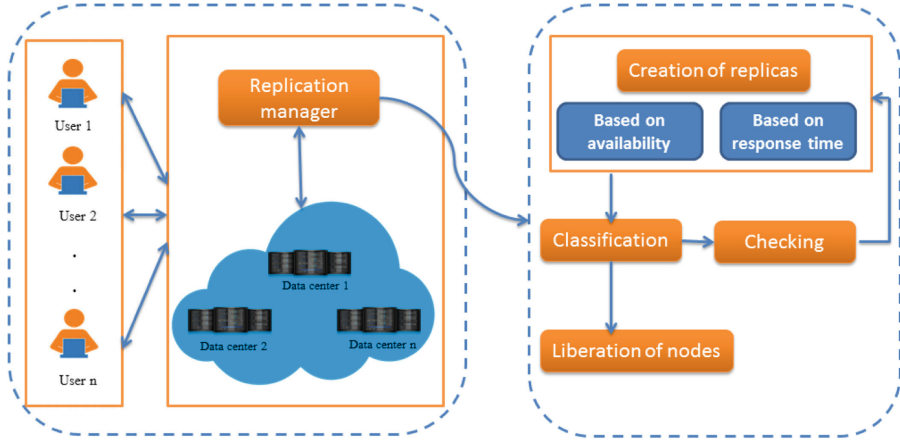 User 1
User 2
.
.
User n
Replication
manager
Data center 1
Data center 2
Data center n
Creation of replicas
Based on
availability
Based on
response time
Classification
Checking
Liberation of nodes